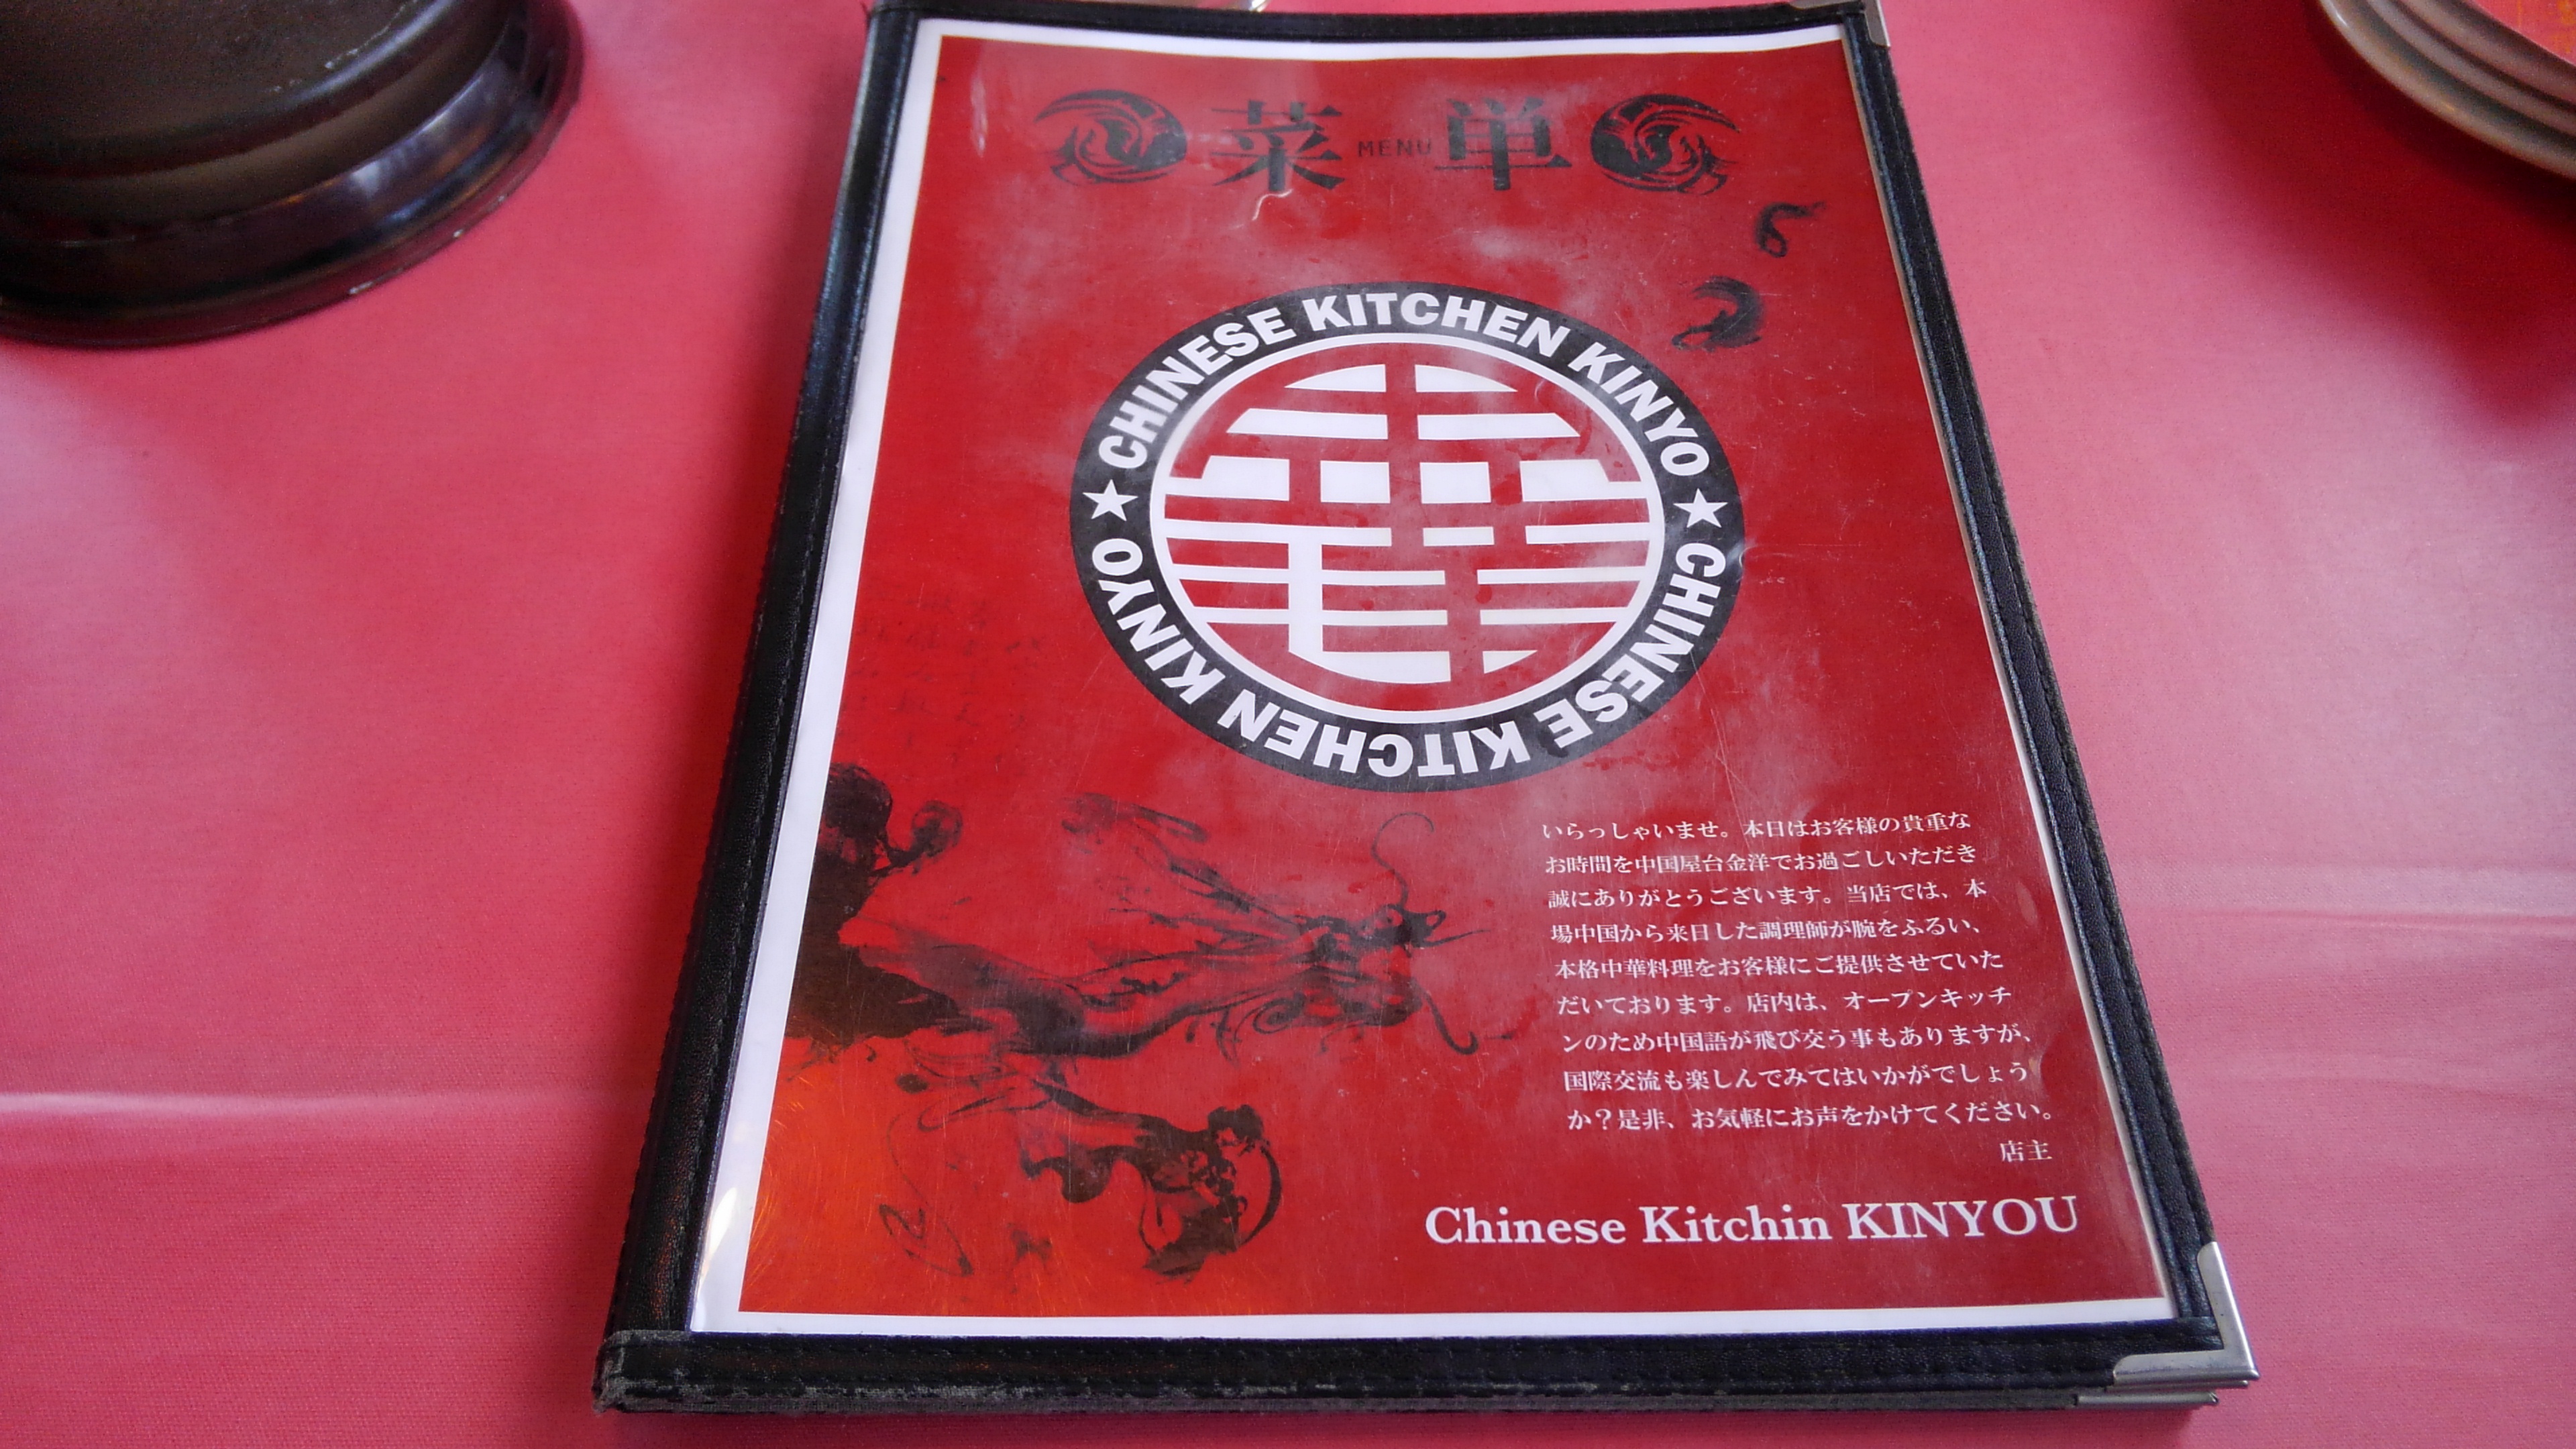 菜 MENU 単
CHINESE KITCHEN KINYO ★ CHINESE KITCHEN KINYO ★
いらっしゃいませ。本日はお客様の貴重な
お時間を中国屋台金洋でお過ごしいただき
誠にありがとうございます。当店では、本
場中国から来日した調理師が腕をふるい、
本格中華料理をお客様にご提供させていた
だいております。店内は、オープンキッチ
ンのため中国語が飛び交う事もありますが、
国際交流も楽しんでみてはいかがでしょう
か？是非、お気軽にお声をかけてください。
店主
Chinese Kitchin KINYOU